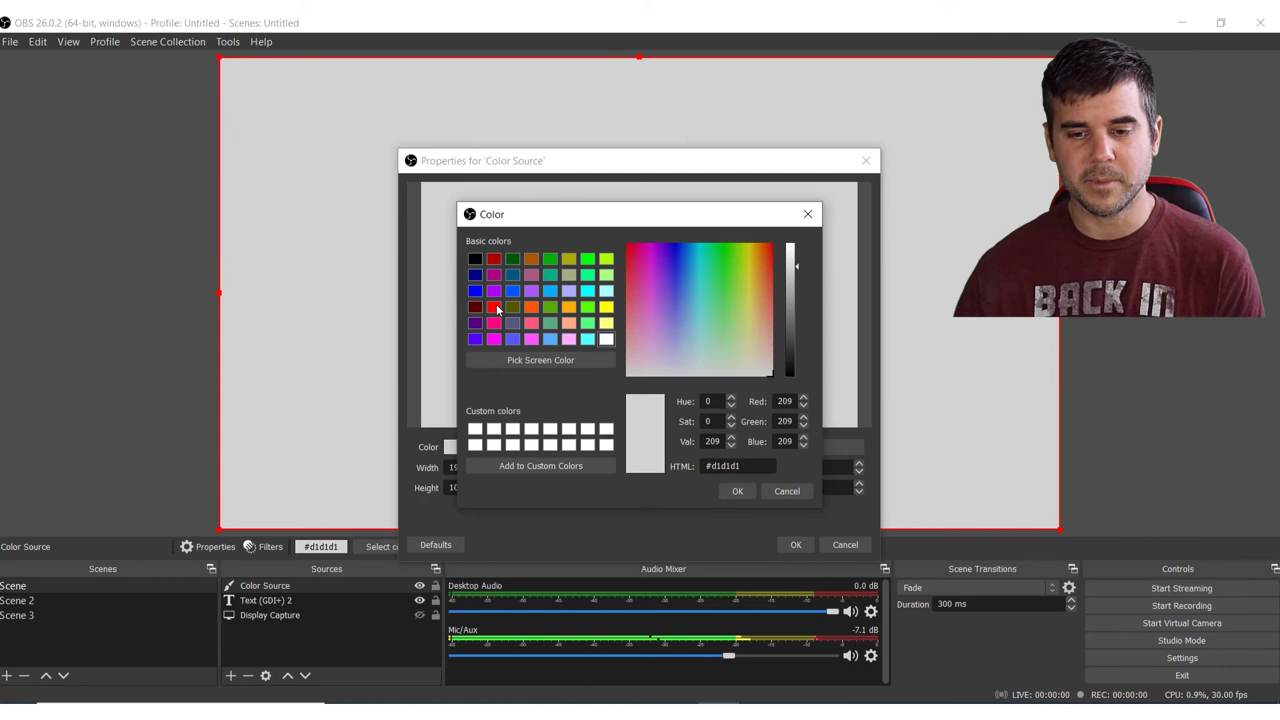 OBS 26.0.2 (64-bit, windows) - Profile: Untitled - Scenes: Untitled
File Edit View Profile Scene Collection Tools Help
Properties for 'Color Source'
Color
Basic colors
Pick Screen Color
Custom colors
Add to Custom Colors
Hue: 0 Red: 209
Sat: 0 Green: 209
Val: 209 Blue: 209
HTML: #d1d1d1
OK Cancel
Color
Width 19
Height 10
Defaults OK Cancel
BACK IN
Color Source Properties Filters #d1d1d1 Select co
Scenes
Scene
Scene 2
Scene 3
Sources
Color Source
Text (GDI+) 2
Display Capture
Audio Mixer
Desktop Audio 0.0 dB
Mic/Aux -7.1 dB
Scene Transitions
Fade
Duration 300 ms
Controls
Start Streaming
Start Recording
Start Virtual Camera
Studio Mode
Settings
Exit
LIVE: 00:00:00 REC: 00:00:00 CPU: 0.9%, 30.00 fps